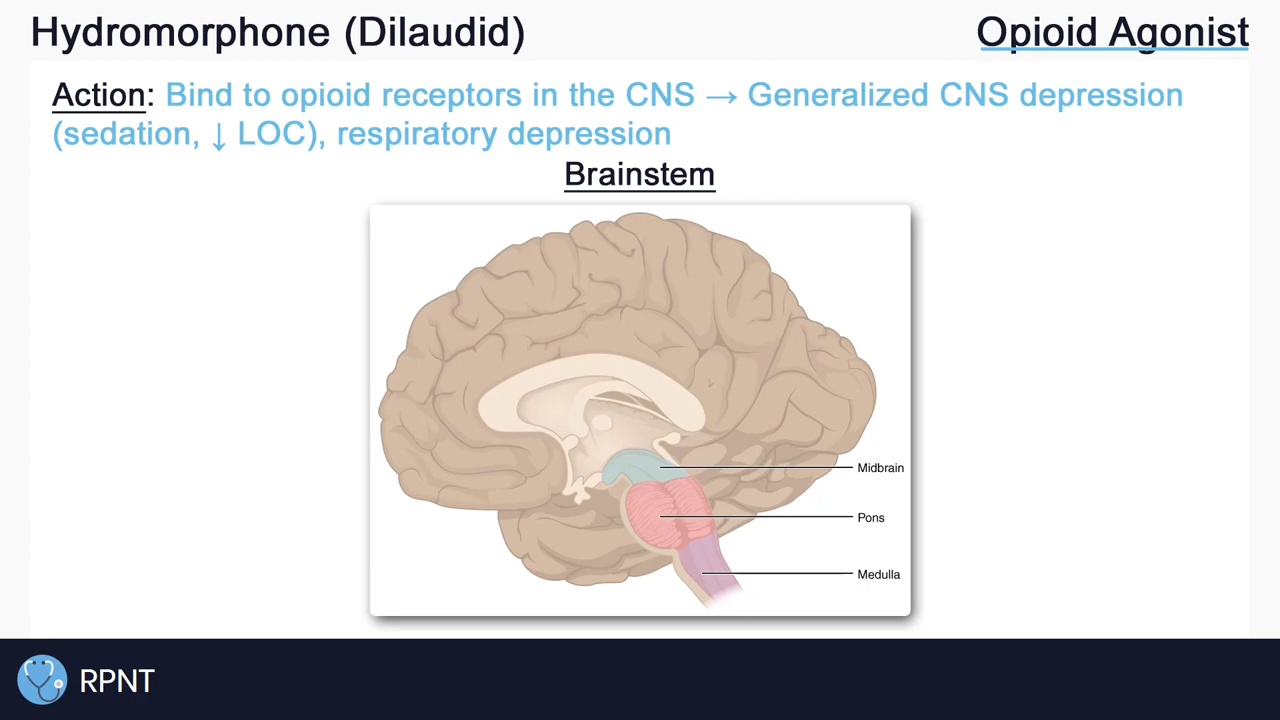 Hydromorphone (Dilaudid)
Opioid Agonist
Action: Bind to opioid receptors in the CNS → Generalized CNS depression
(sedation, ↓ LOC), respiratory depression
Brainstem
Midbrain
Pons
Medulla
RPNT